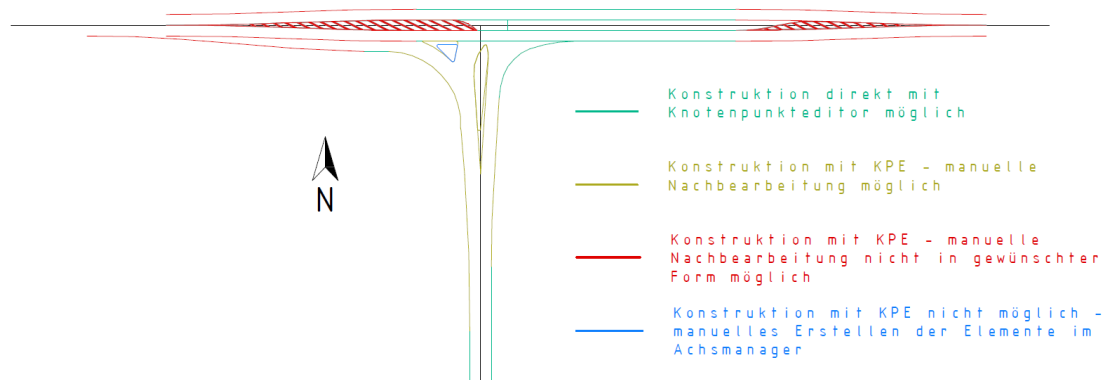 Konstruktion direkt mit
Knotenpunkteditor möglich
Konstruktion mit KPE - manuelle
Nachbearbeitung möglich
N
Konstruktion mit KPE - manuelle
Nachbearbeitung nicht in gewünschter
Form möglich
Konstruktion mit KPE nicht möglich -
manuelles Erstellen der Elemente im
Achsmanager